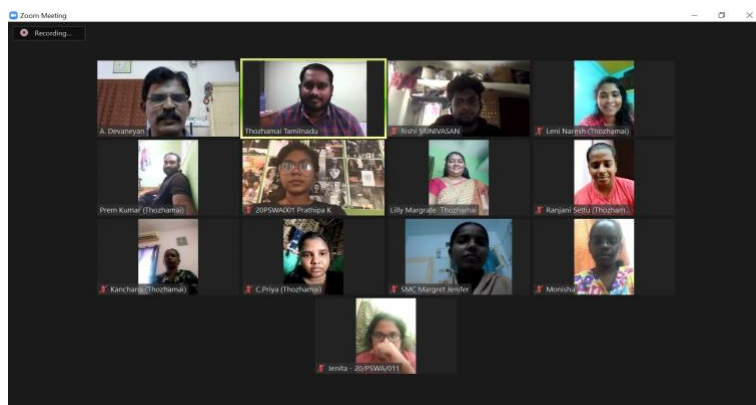 Zoom Meeting
Recording...
A. Devaneyan
Thozhamai Tamilnadu
Rishi SRINIVASAN
Leni Naresh (Thozhamai)
Prem Kumar (Thozhamai)
20PSWA001 Prathipa K
Lilly Margrate. Thozhamai
Ranjani Settu (Thozham...
Kancharis (Thozhamai)
C.Priya (Thozhamai)
SMC Margret Jenifer
Monisha
Jenita - 20/PSWA/011